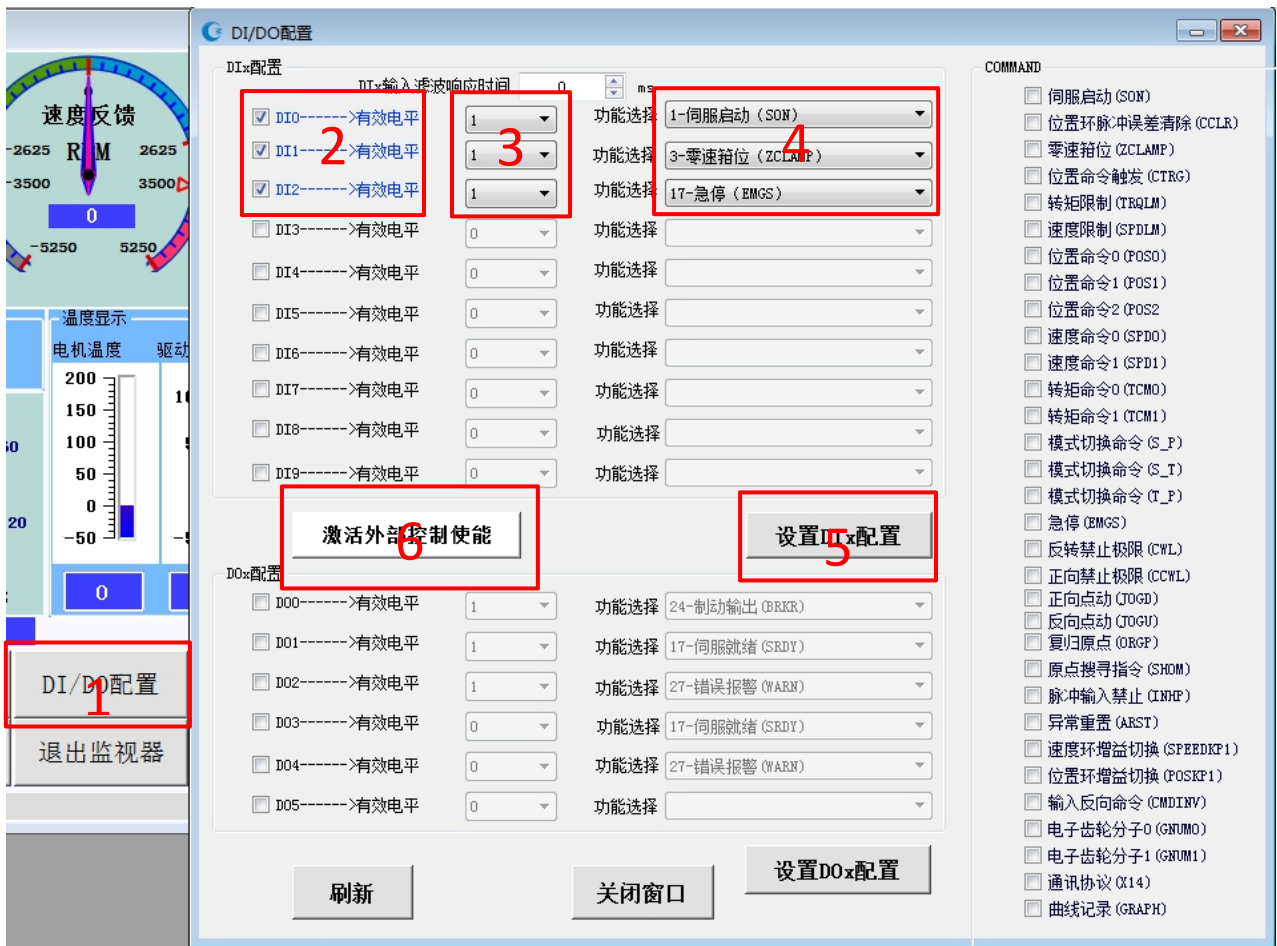 DI/DO配置
DIx配置
DIx输入滤波响应时间 0 ms
DI0------>有效电平 1 功能选择 1-伺服启动(SON)
DI1------>有效电平 1 功能选择 3-零速箝位(ZCLAMP)
DI2------>有效电平 1 功能选择 17-急停(EMGS)
DI3------>有效电平 0 功能选择
DI4------>有效电平 0 功能选择
DI5------>有效电平 0 功能选择
DI6------>有效电平 0 功能选择
DI7------>有效电平 0 功能选择
DI8------>有效电平 0 功能选择
DI9------>有效电平 0 功能选择
2
3
4
激活外部控制使能
6
设置DIx配置
5
DOx配置
DO0------>有效电平 1 功能选择 24-制动输出(BRKR)
DO1------>有效电平 1 功能选择 17-伺服就绪(SRDY)
DO2------>有效电平 1 功能选择 27-错误报警(WARN)
DO3------>有效电平 0 功能选择 17-伺服就绪(SRDY)
DO4------>有效电平 0 功能选择 27-错误报警(WARN)
DO5------>有效电平 0 功能选择
刷新
关闭窗口
设置DOx配置
COMMAND
伺服启动(SON)
位置环脉冲误差清除(CCLR)
零速箝位(ZCLAMP)
位置命令触发(CTRG)
转矩限制(TRQLM)
速度限制(SPDLM)
位置命令0(POS0)
位置命令1(POS1)
位置命令2(POS2
速度命令0(SPD0)
速度命令1(SPD1)
转矩命令0(TCM0)
转矩命令1(TCM1)
模式切换命令(S_P)
模式切换命令(S_T)
模式切换命令(T_P)
急停(EMGS)
反转禁止极限(CWL)
正向禁止极限(CCWL)
正向点动(JOGD)
反向点动(JOGU)
复归原点(ORGP)
原点搜寻指令(SHOM)
脉冲输入禁止(INHP)
异常重置(ARST)
速度环增益切换(SPEEDKP1)
位置环增益切换(POSKP1)
输入反向命令(CMDINV)
电子齿轮分子0(GNUM0)
电子齿轮分子1(GNUM1)
通讯协议(X14)
曲线记录(GRAPH)
速度反馈
-2625 RPM 2625
-3500 3500
0
-5250 5250
温度显示
电机温度 驱动
200
150
100
50
0
-50
0
20
DI/DO配置
1
退出监视器